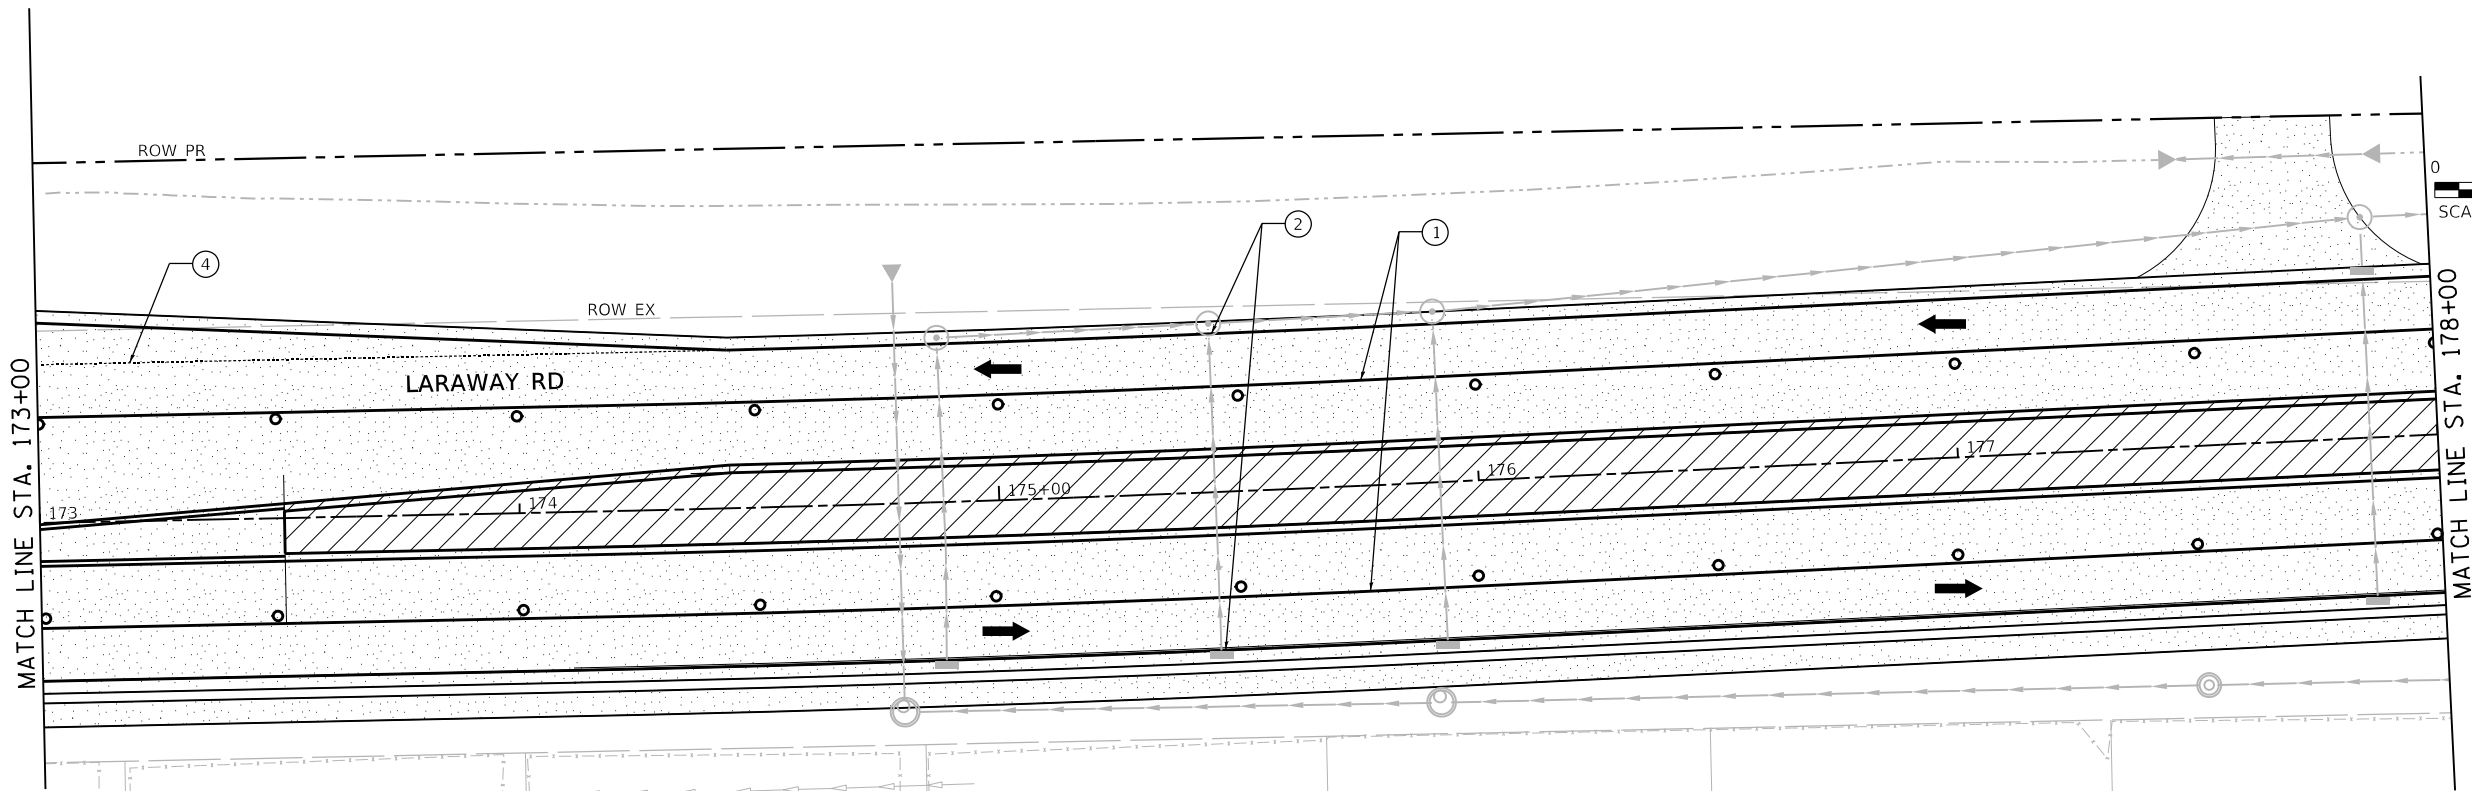 ROW PR
0
SCA
2
1
4
ROW EX
LARAWAY RD
MATCH LINE STA. 173+00
MATCH LINE STA. 178+00
173
174
175+00
176
177